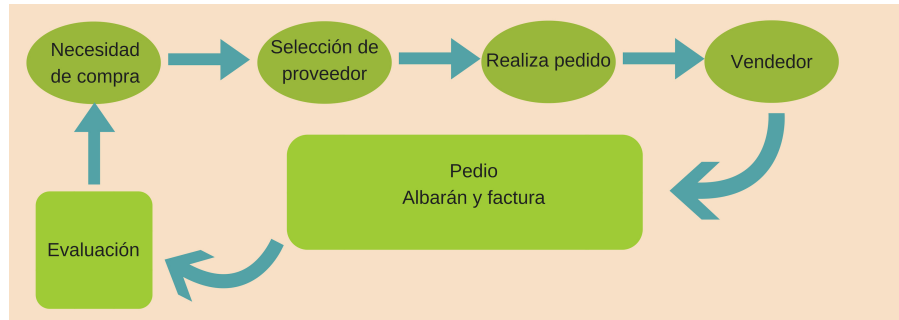 Necesidad
de compra
Selección de
proveedor
Realiza pedido
Vendedor
Pedio
Albarán y factura
Evaluación